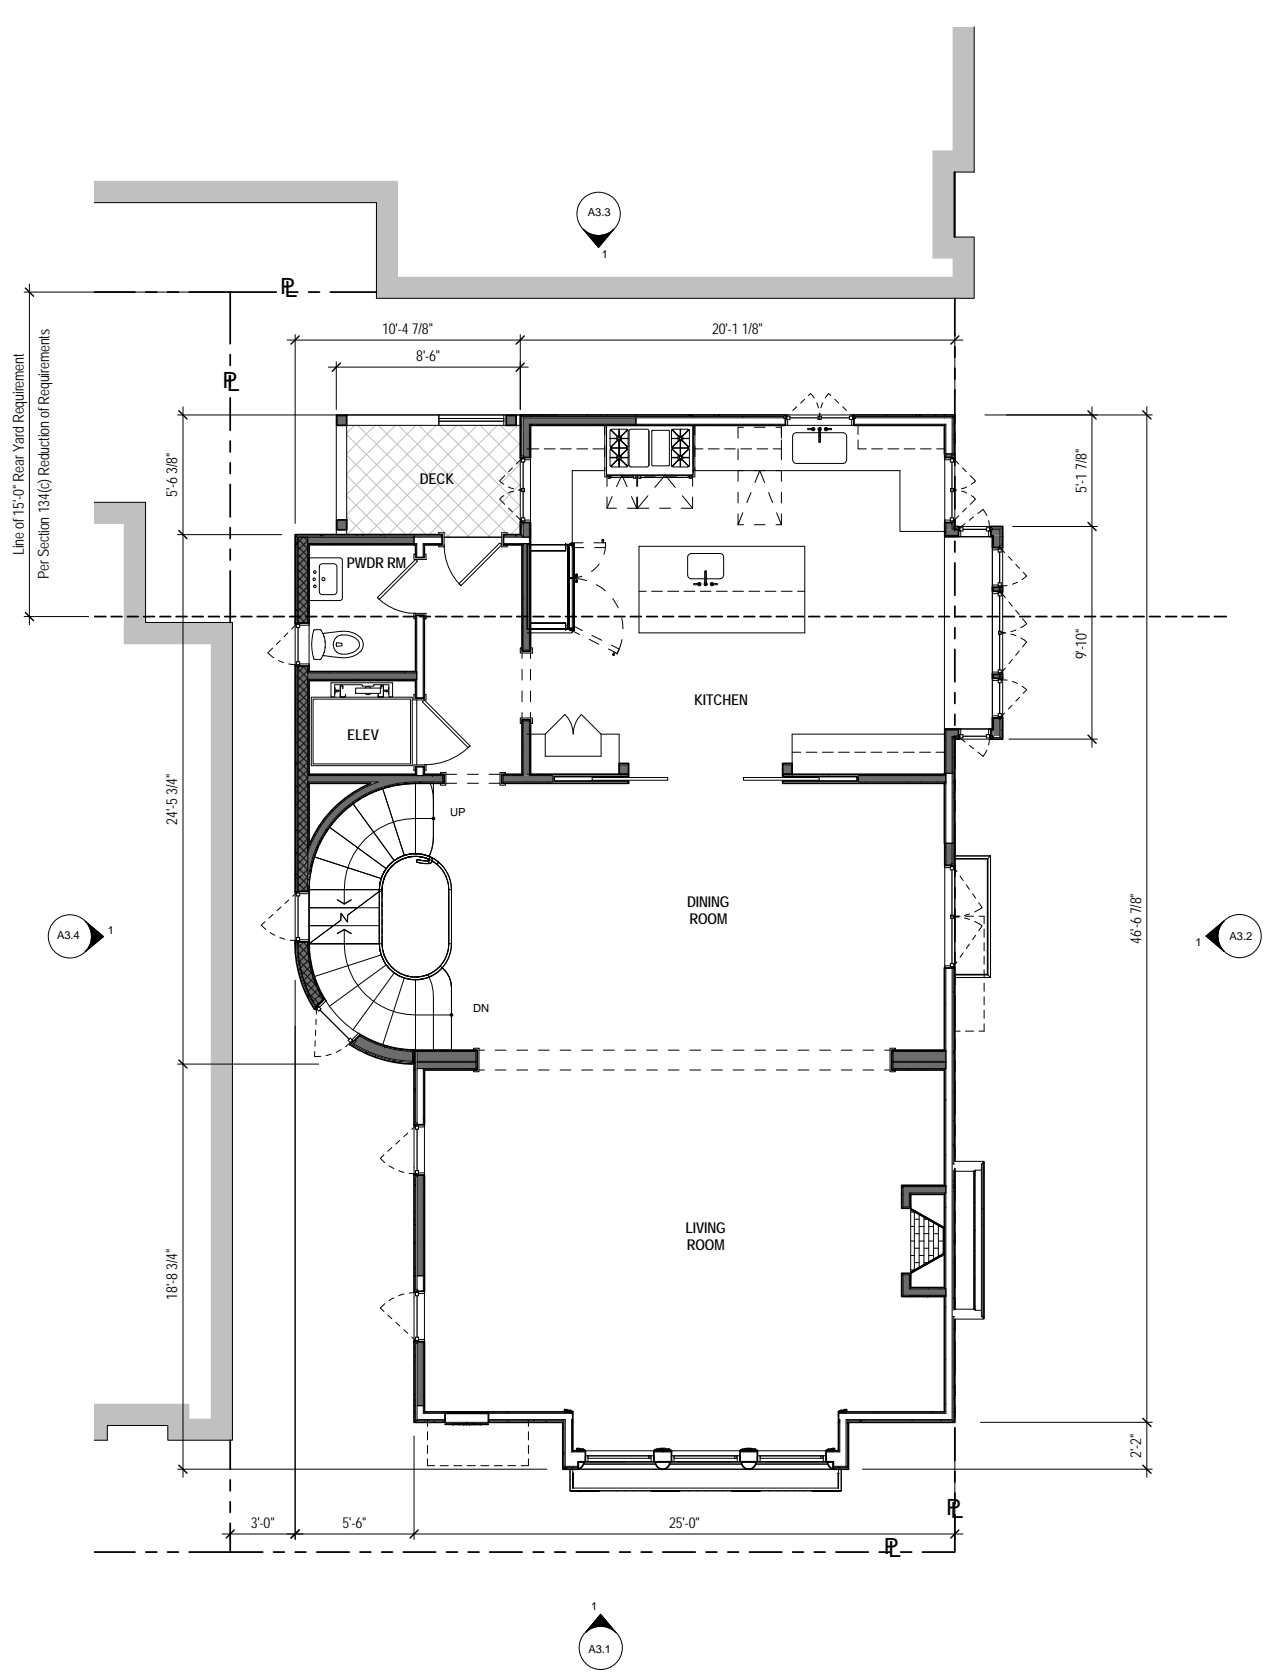 A3.3
1
PL
10'-4 7/8"
20'-1 1/8"
8'-6"
PL
Line of 15'-0" Rear Yard Requirement
Per Section 134(c) Reduction of Requirements
5'-6 3/8"
DECK
5'-1 7/8"
PWDR RM
9'-10"
KITCHEN
ELEV
24'-5 3/4"
UP
DINING
ROOM
46'-6 7/8"
A3.4
1
1
A3.2
DN
LIVING
ROOM
18'-8 3/4"
2'-2"
PL
3'-0"
5'-6"
25'-0"
PL
1
A3.1